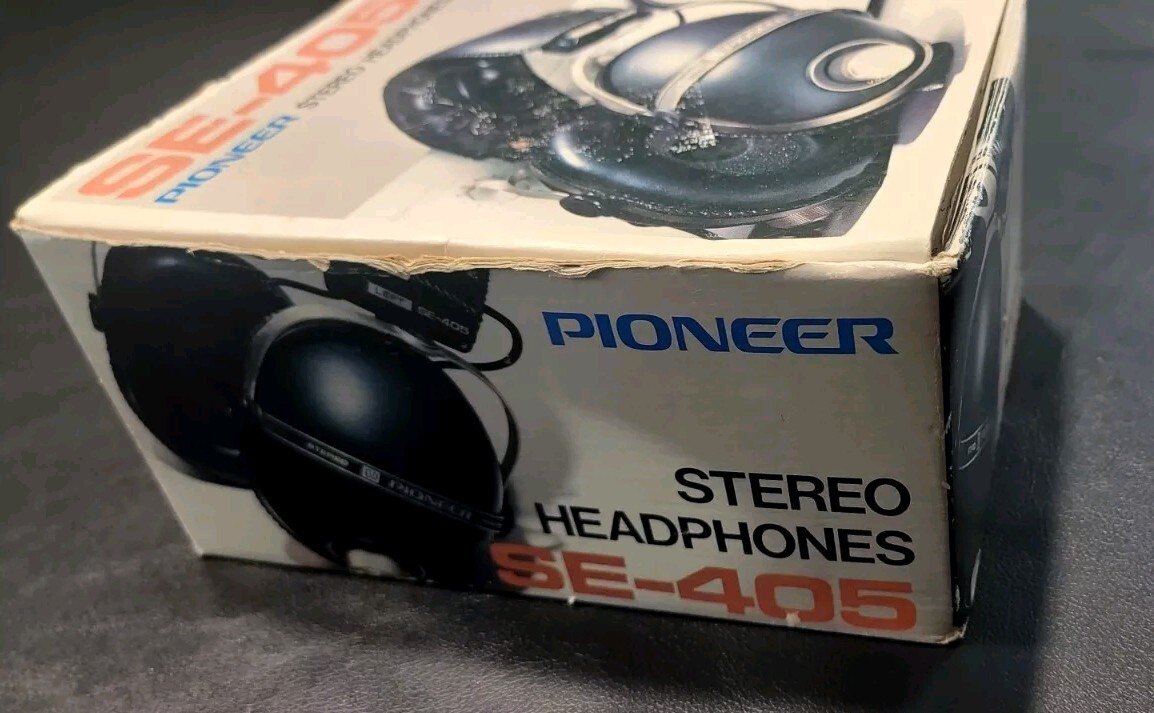 SE-405
PIONEER STEREO HEADPHONES
LEFT SE-405
PIONEER
STEREO
HEADPHONES
SE-405
STEREO PIONEER